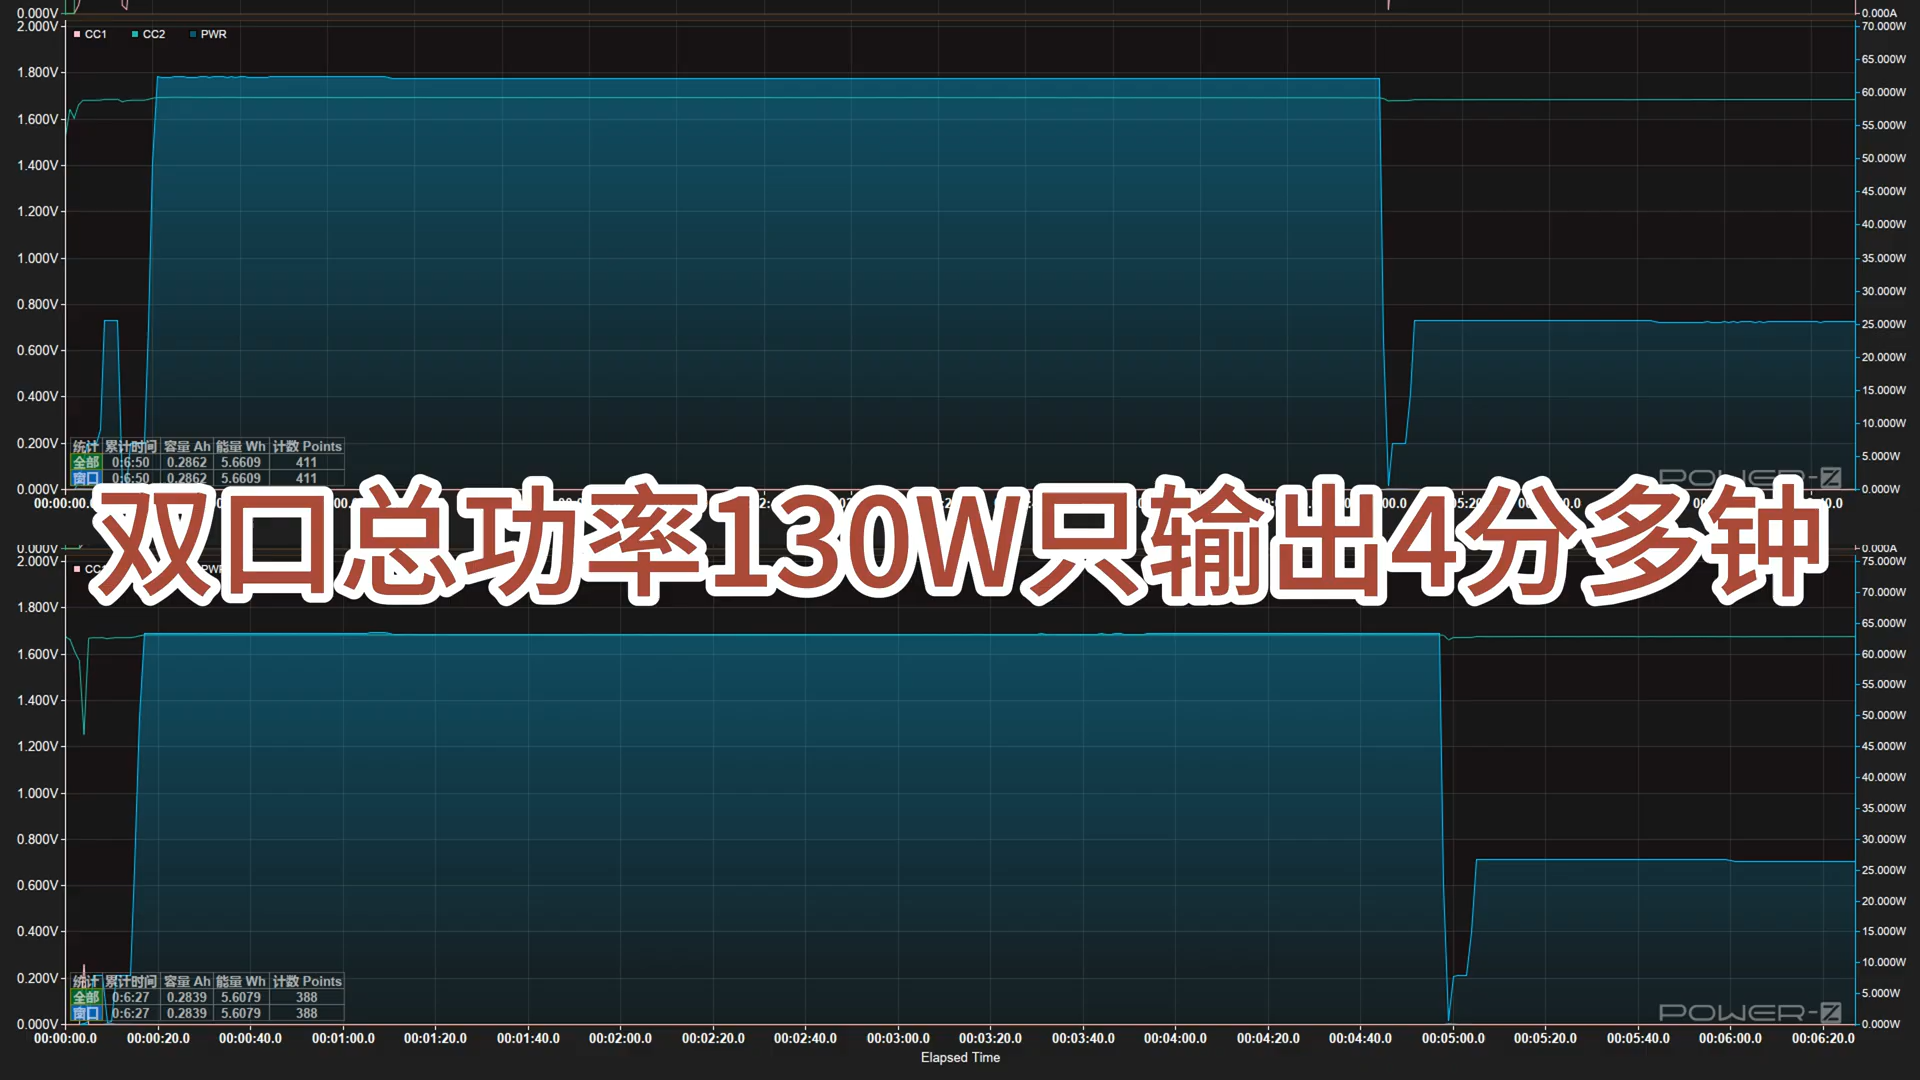 0.000V 0.000A
2.000V CC1 CC2 PWR 70.000W
65.000W
1.800V
60.000W
1.600V
55.000W
1.400V 50.000W
45.000W
1.200V
40.000W
1.000V 35.000W
0.800V 30.000W
25.000W
0.600V
20.000W
0.400V 15.000W
10.000W
0.200V
统计 累计时间 容量 Ah 能量 Wh 计数 Points
全部 0:6:50 0.2862 5.6609 411
窗口 0:6:50 0.2862 5.6609 411
5.000W
POWER-Z
0.000V 0.000W
双口总功率130W只输出4分多钟
0.000V 0.000A
2.000V 75.000W
70.000W
1.800V
65.000W
1.600V 60.000W
55.000W
1.400V
50.000W
1.200V 45.000W
40.000W
1.000V
35.000W
0.800V 30.000W
25.000W
0.600V
20.000W
0.400V 15.000W
10.000W
0.200V
统计 累计时间 容量 Ah 能量 Wh 计数 Points
全部 0:6:27 0.2839 5.6079 388
窗口 0:6:27 0.2839 5.6079 388
5.000W
POWER-Z
0.000V 0.000W
00:00:00.0 00:00:20.0 00:00:40.0 00:01:00.0 00:01:20.0 00:01:40.0 00:02:00.0 00:02:20.0 00:02:40.0 00:03:00.0 00:03:20.0 00:03:40.0 00:04:00.0 00:04:20.0 00:04:40.0 00:05:00.0 00:05:20.0 00:05:40.0 00:06:00.0 00:06:20.0
Elapsed Time